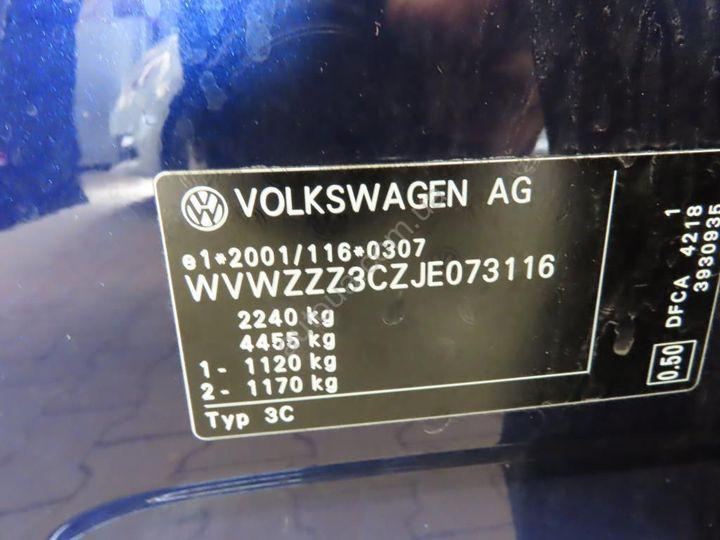 VOLKSWAGEN AG
e1*2001/116*0307
WVWZZZ3CZJE073116
2240 kg
4455 kg
1- 1120 kg
2- 1170 kg
Typ 3C
DFCA 4218 1
3930935
0.50